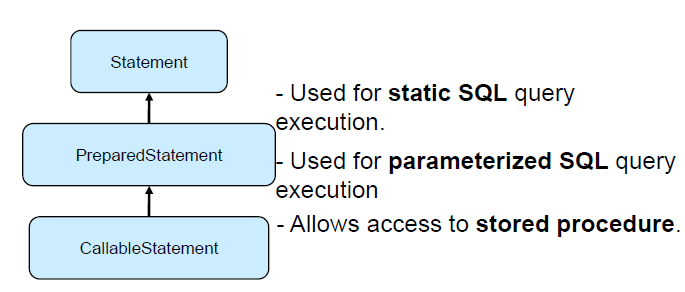 Statement
- Used for static SQL query
execution.
PreparedStatement
- Used for parameterized SQL query
execution
CallableStatement
- Allows access to stored procedure.